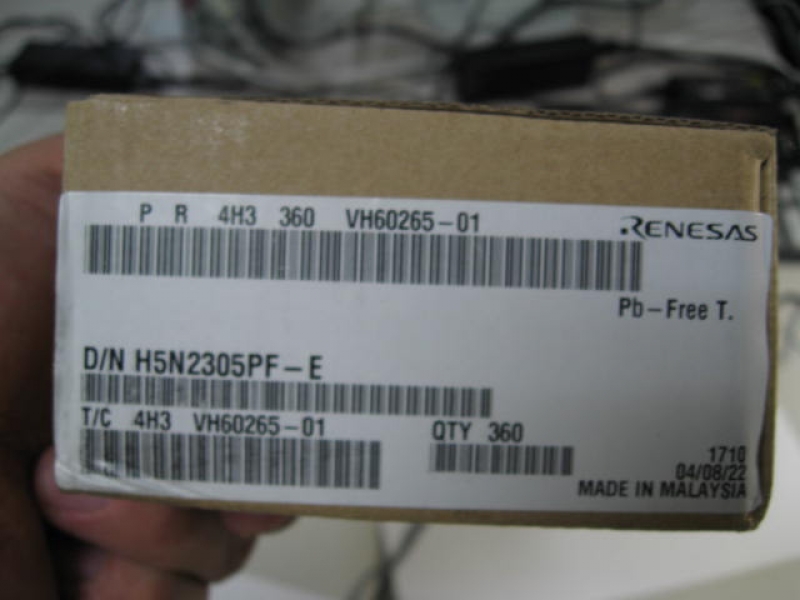 P R 4H3 360 VH60265-01
RENESAS
Pb-Free T.
D/N H5N2305PF-E
T/C 4H3 VH60265-01
QTY 360
1710
04/08/22
MADE IN MALAYSIA